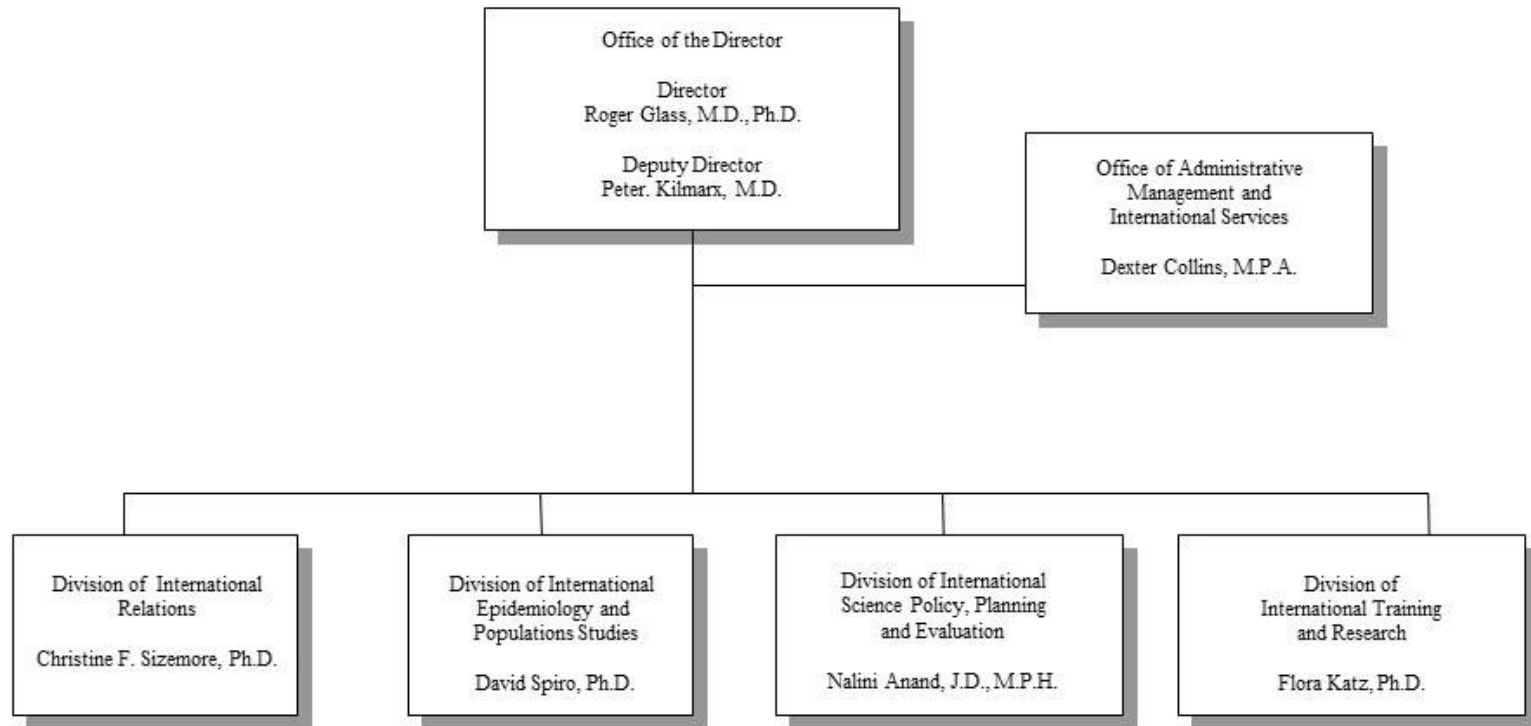 Office of the Director
Director
Roger Glass, M.D., Ph.D.
Deputy Director
Peter. Kilmarx, M.D.
Office of Administrative
Management and
International Services
Dexter Collins, M.P.A.
Division of International
Relations
Christine F. Sizemore, Ph.D.
Division of International
Epidemiology and
Populations Studies
David Spiro, Ph.D.
Division of International
Science Policy, Planning
and Evaluation
Nalini Anand, J.D., M.P.H.
Division of
International Training
and Research
Flora Katz, Ph.D.